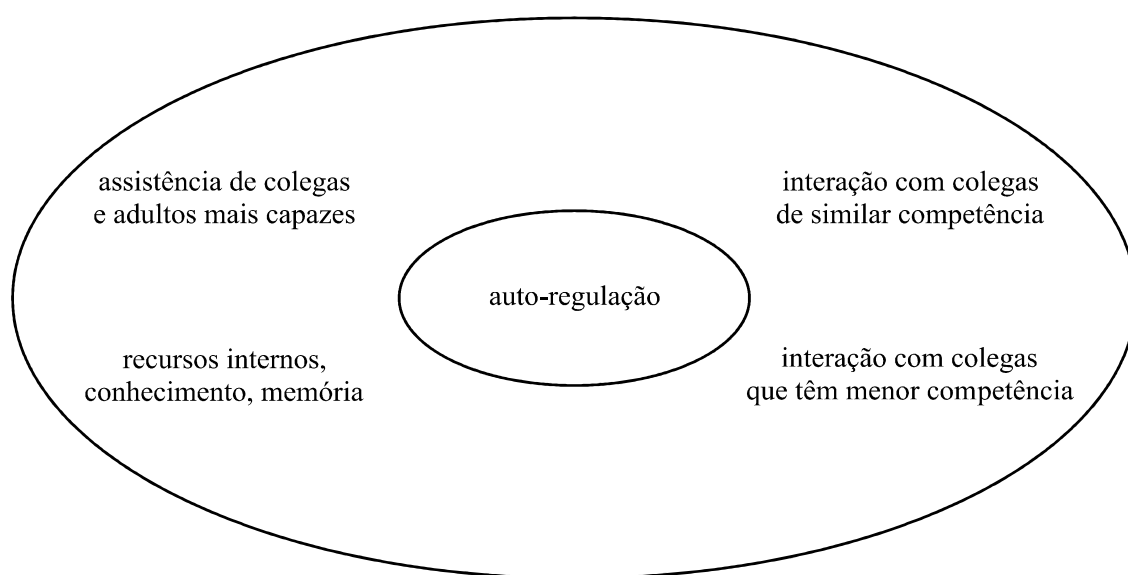 assistência de colegas
e adultos mais capazes
interação com colegas
de similar competência
auto-regulação
recursos internos,
conhecimento, memória
interação com colegas
que têm menor competência